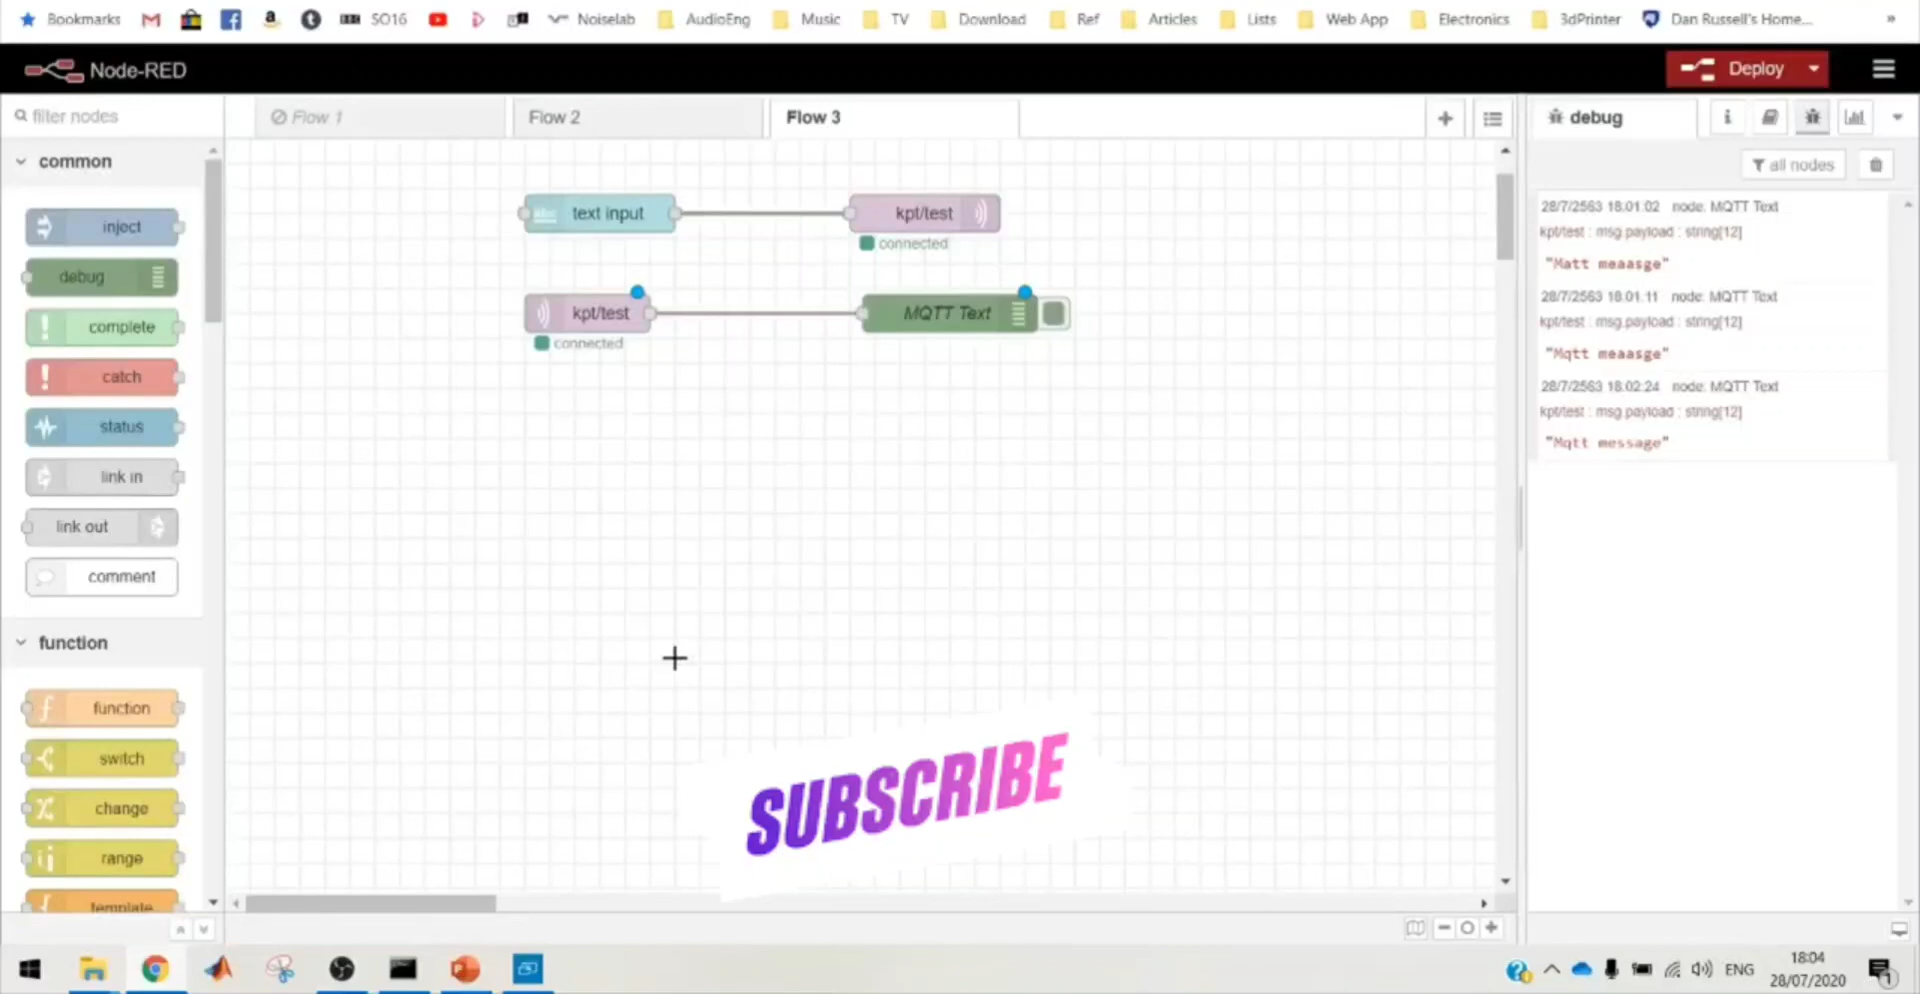 Bookmarks SO16 Noiselab AudioEng Music TV Download Ref Articles Lists Web App Electronics 3dPrinter Dan Russell's Home... »
Node-RED Deploy
filter nodes Flow 1 Flow 2 Flow 3 debug
all nodes
common
inject
debug
complete
catch
status
link in
link out
comment
function
function
switch
change
range
template
text input kpt/test
connected
kpt/test MQTT Text
connected
28/7/2563 18.01.02 node: MQTT Text
kpt/test : msg.payload : string[12]
"Matt meaasge"
28/7/2563 18.01.11 node: MQTT Text
kpt/test : msg.payload : string[12]
"Mqtt meaasge"
28/7/2563 18.02.24 node: MQTT Text
kpt/test : msg.payload : string[12]
"Mqtt message"
SUBSCRIBE
ENG 18:04
28/07/2020
1